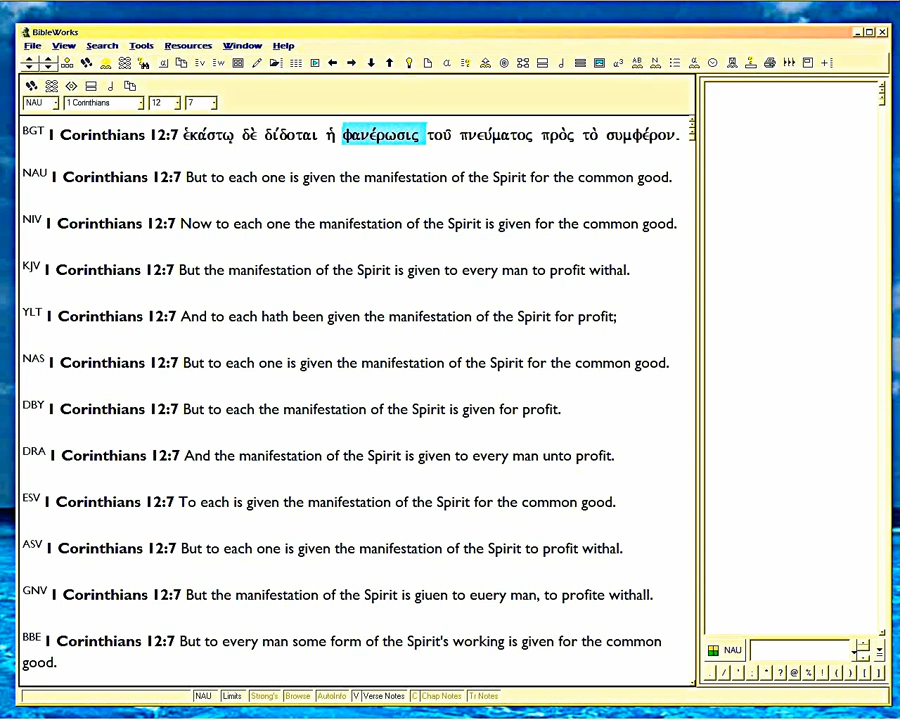 BibleWorks
File View Search Tools Resources Window Help
NAU 1 Corinthians 12 7
BGT 1 Corinthians 12:7 ἑκάστῳ δὲ δίδοται ἡ φανέρωσις τοῦ πνεύματος πρὸς τὸ συμφέρον.
NAU 1 Corinthians 12:7 But to each one is given the manifestation of the Spirit for the common good.
NIV 1 Corinthians 12:7 Now to each one the manifestation of the Spirit is given for the common good.
KJV 1 Corinthians 12:7 But the manifestation of the Spirit is given to every man to profit withal.
YLT 1 Corinthians 12:7 And to each hath been given the manifestation of the Spirit for profit;
NAS 1 Corinthians 12:7 But to each one is given the manifestation of the Spirit for the common good.
DBY 1 Corinthians 12:7 But to each the manifestation of the Spirit is given for profit.
DRA 1 Corinthians 12:7 And the manifestation of the Spirit is given to every man unto profit.
ESV 1 Corinthians 12:7 To each is given the manifestation of the Spirit for the common good.
ASV 1 Corinthians 12:7 But to each one is given the manifestation of the Spirit to profit withal.
GNV 1 Corinthians 12:7 But the manifestation of the Spirit is giuen to euery man, to profite withall.
BBE 1 Corinthians 12:7 But to every man some form of the Spirit's working is given for the common
good.
NAU
. / ' : * ? @ % ! ( ) [ ]
NAU Limits Strong's Browse AutoInfo V Verse Notes C Chap Notes Tr Notes